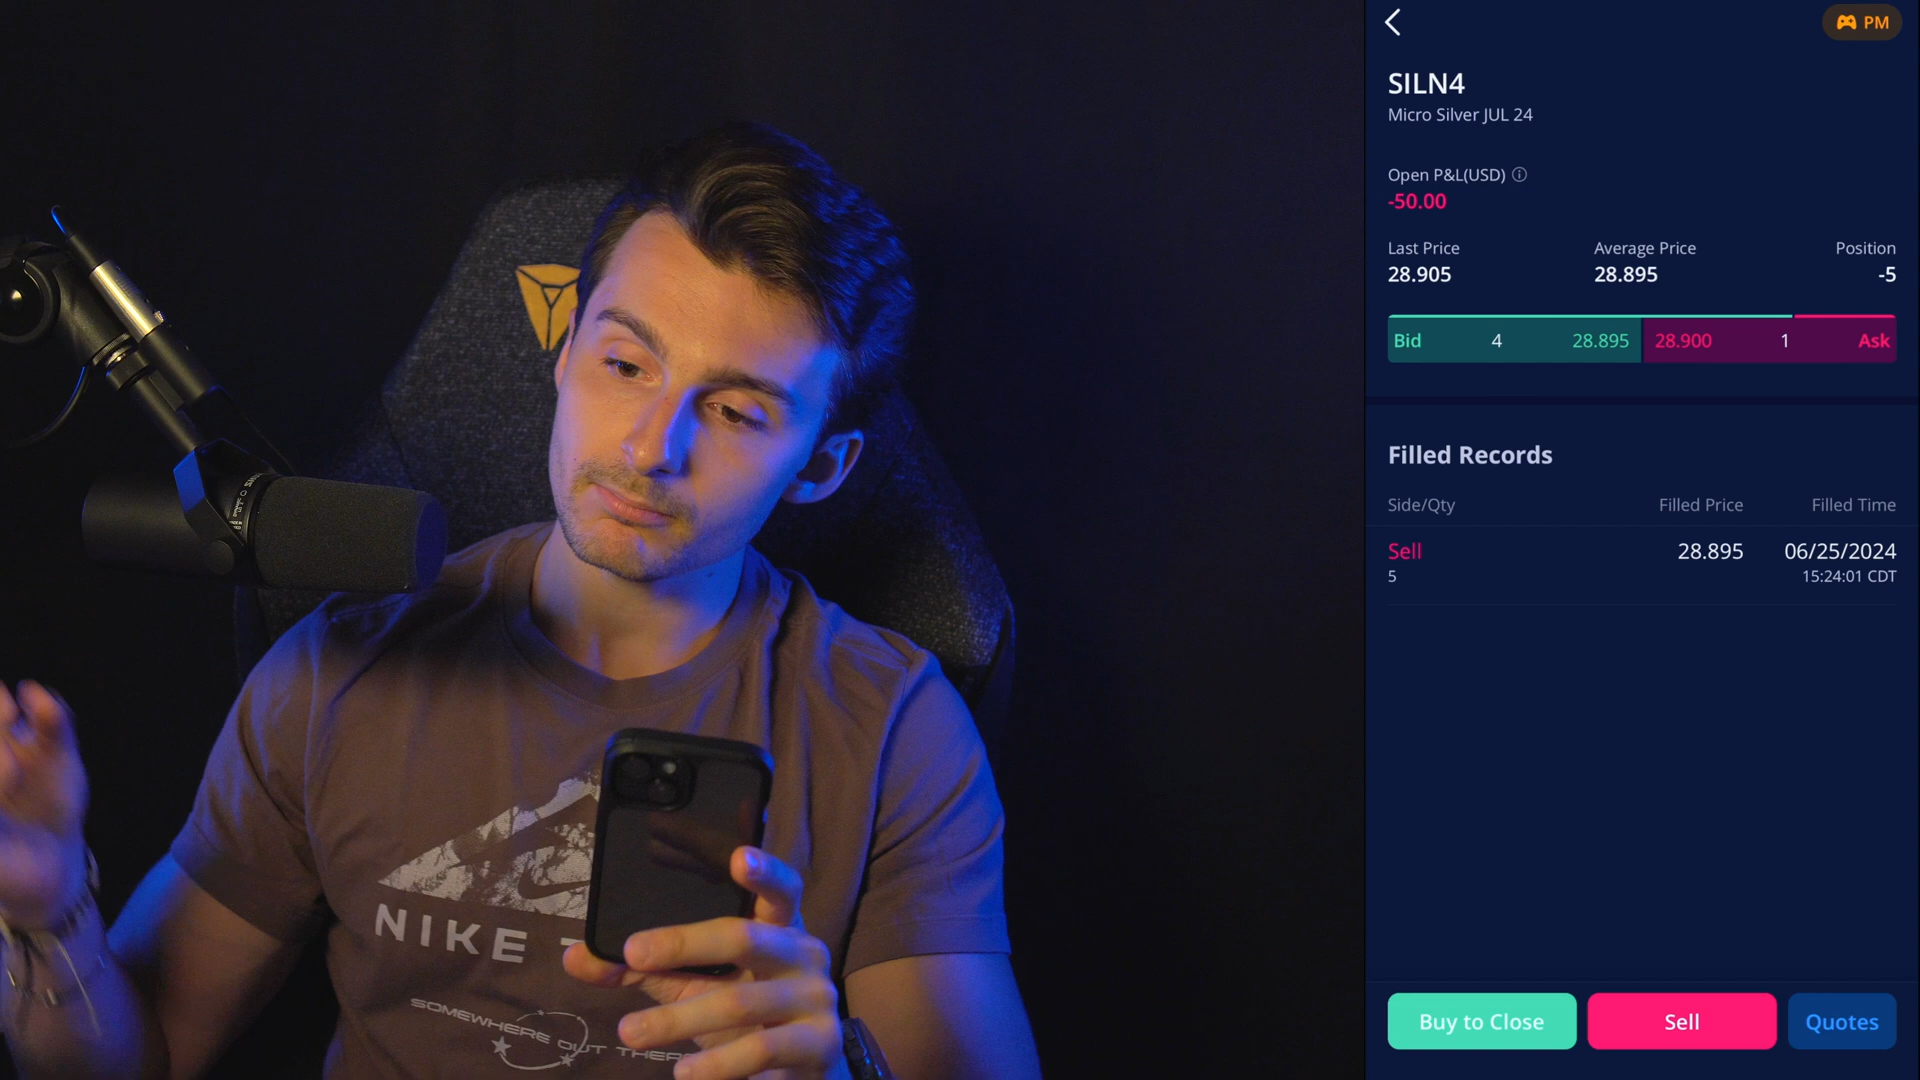 PM
SILN4
Micro Silver JUL 24
Open P&L(USD)
-50.00
Last Price Average Price Position
28.905 28.895 -5
Bid 4 28.895 28.900 1 Ask
Filled Records
Side/Qty Filled Price Filled Time
Sell 28.895 06/25/2024
5 15:24:01 CDT
Buy to Close Sell Quotes
NIKE
SOMEWHERE OUT THERE